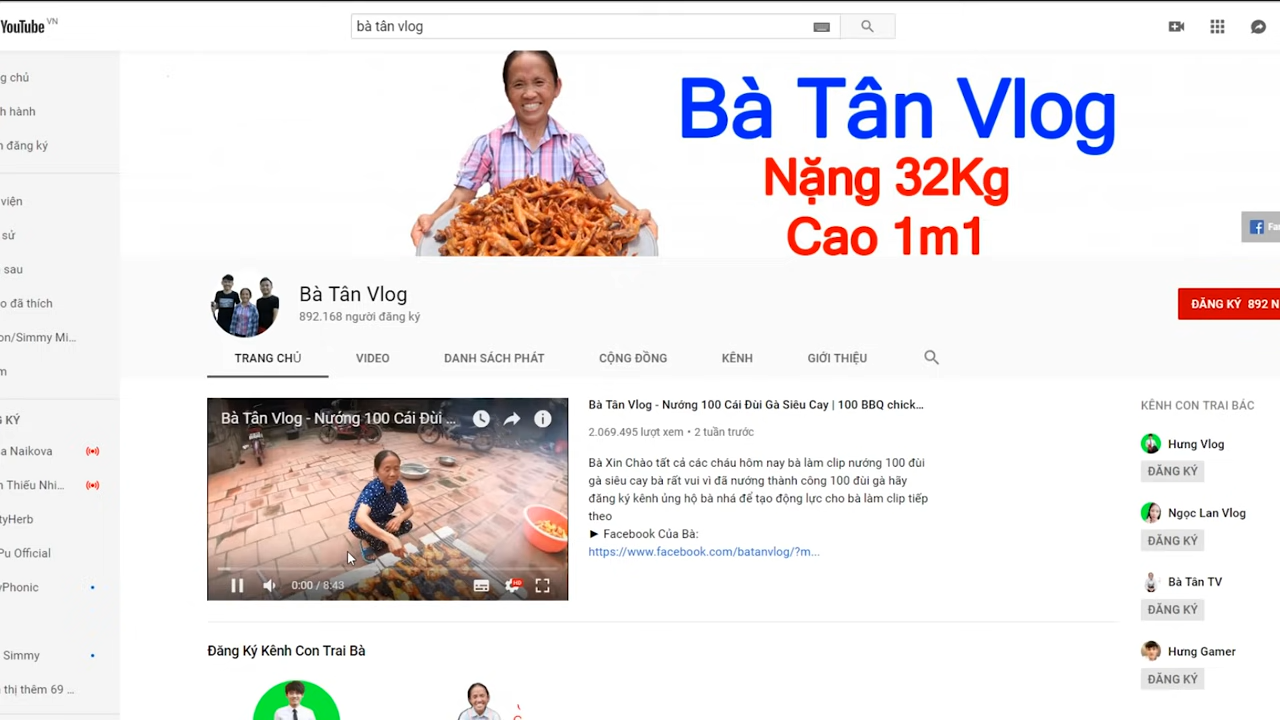 YouTube VN
bà tân vlog
g chủ
h hành
n đăng ký
viện
sử
sau
o đã thích
on/Simmy Mi...
m
G KÝ
a Naikova
n Thiếu Nhi...
tyHerb
Pu Official
yPhonic
Simmy
thị thêm 69 ...
Bà Tân Vlog
Nặng 32Kg
Cao 1m1
Fa
Bà Tân Vlog
892.168 người đăng ký
ĐĂNG KÝ 892 N
TRANG CHỦ VIDEO DANH SÁCH PHÁT CỘNG ĐỒNG KÊNH GIỚI THIỆU
Bà Tân Vlog - Nướng 100 Cái Đùi ...
0:00 / 8:43
HD
Bà Tân Vlog - Nướng 100 Cái Đùi Gà Siêu Cay | 100 BBQ chick...
2.069.495 lượt xem • 2 tuần trước
Bà Xin Chào tất cả các cháu hôm nay bà làm clip nướng 100 đùi
gà siêu cay bà rất vui vì đã nướng thành công 100 đùi gà hãy
đăng ký kênh ủng hộ bà nhá để tạo động lực cho bà làm clip tiếp
theo
► Facebook Của Bà:
https://www.facebook.com/batanvlog/?m...
KÊNH CON TRAI BÁC
Hưng Vlog
ĐĂNG KÝ
Ngọc Lan Vlog
ĐĂNG KÝ
Bà Tân TV
ĐĂNG KÝ
Hưng Gamer
ĐĂNG KÝ
Đăng Ký Kênh Con Trai Bà